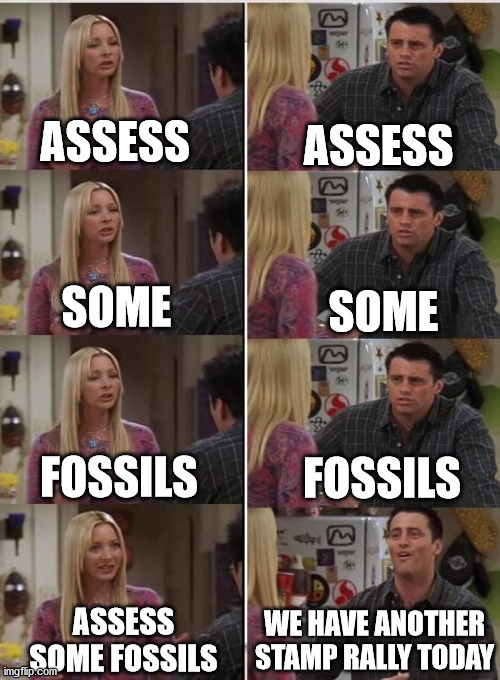 ASSESS
ASSESS
SOME
SOME
FOSSILS
FOSSILS
ASSESS
SOME FOSSILS
WE HAVE ANOTHER
STAMP RALLY TODAY
imgflip.com